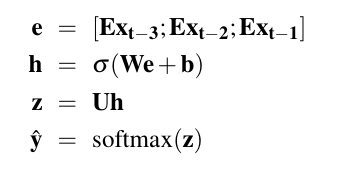 e = [Ex_{t−3}; Ex_{t−2}; Ex_{t−1}]
h = σ(We + b)
z = Uh
ŷ = softmax(z)